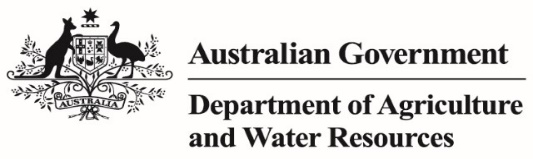 AUSTRALIA
Australian Government
Department of Agriculture
and Water Resources